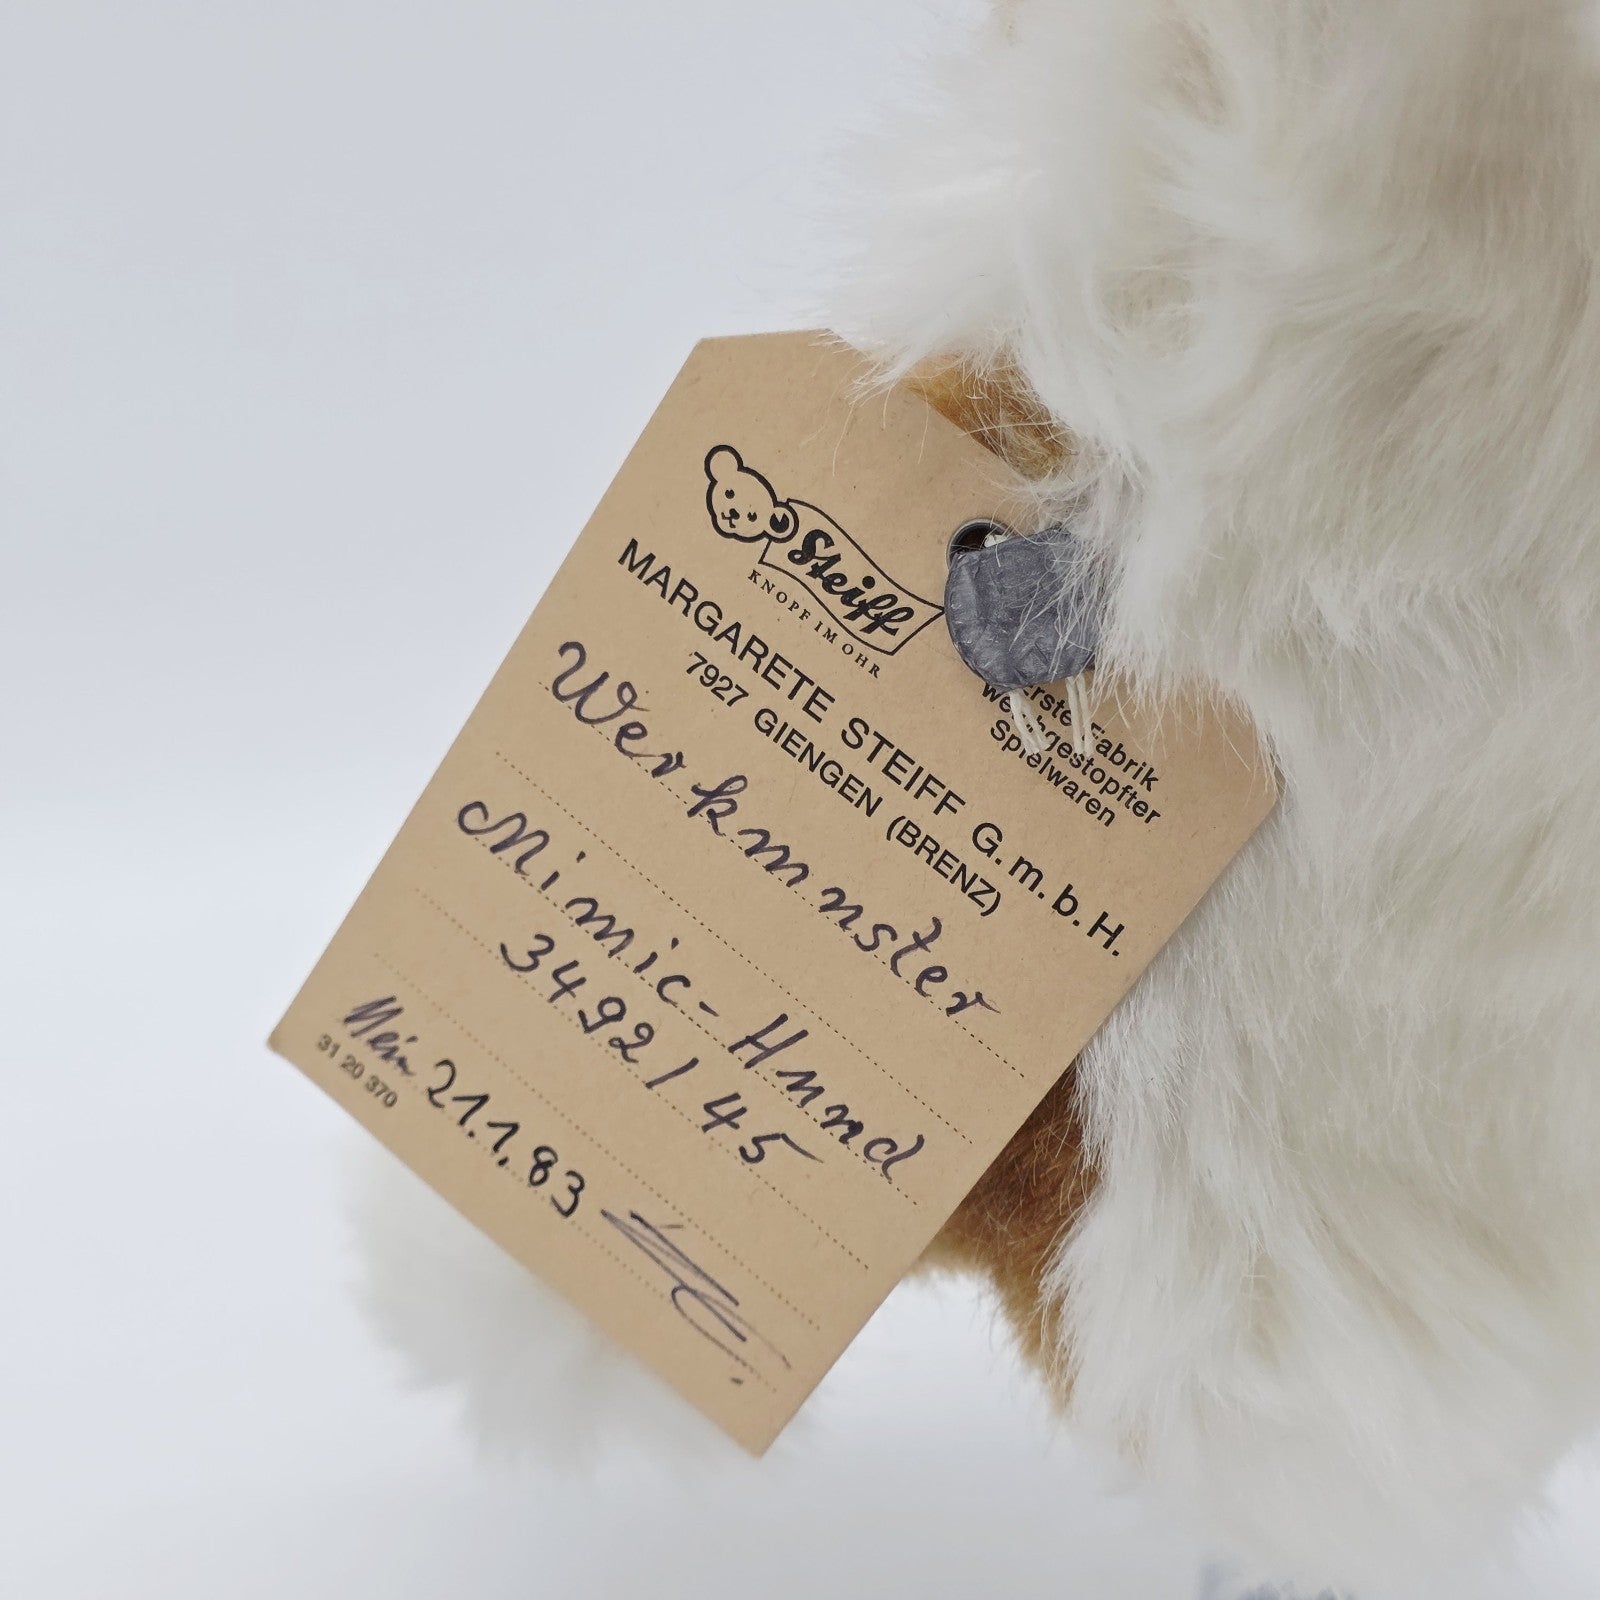 Steiff
KNOPF IM OHR
MARGARETE STEIFF G.m.b.H.
7927 GIENGEN (BRENZ)
Fabrik
weichgestopfter
Spielwaren
Werkmuster
Mimic-Hund
3492/45
21.1.83
31 20 370